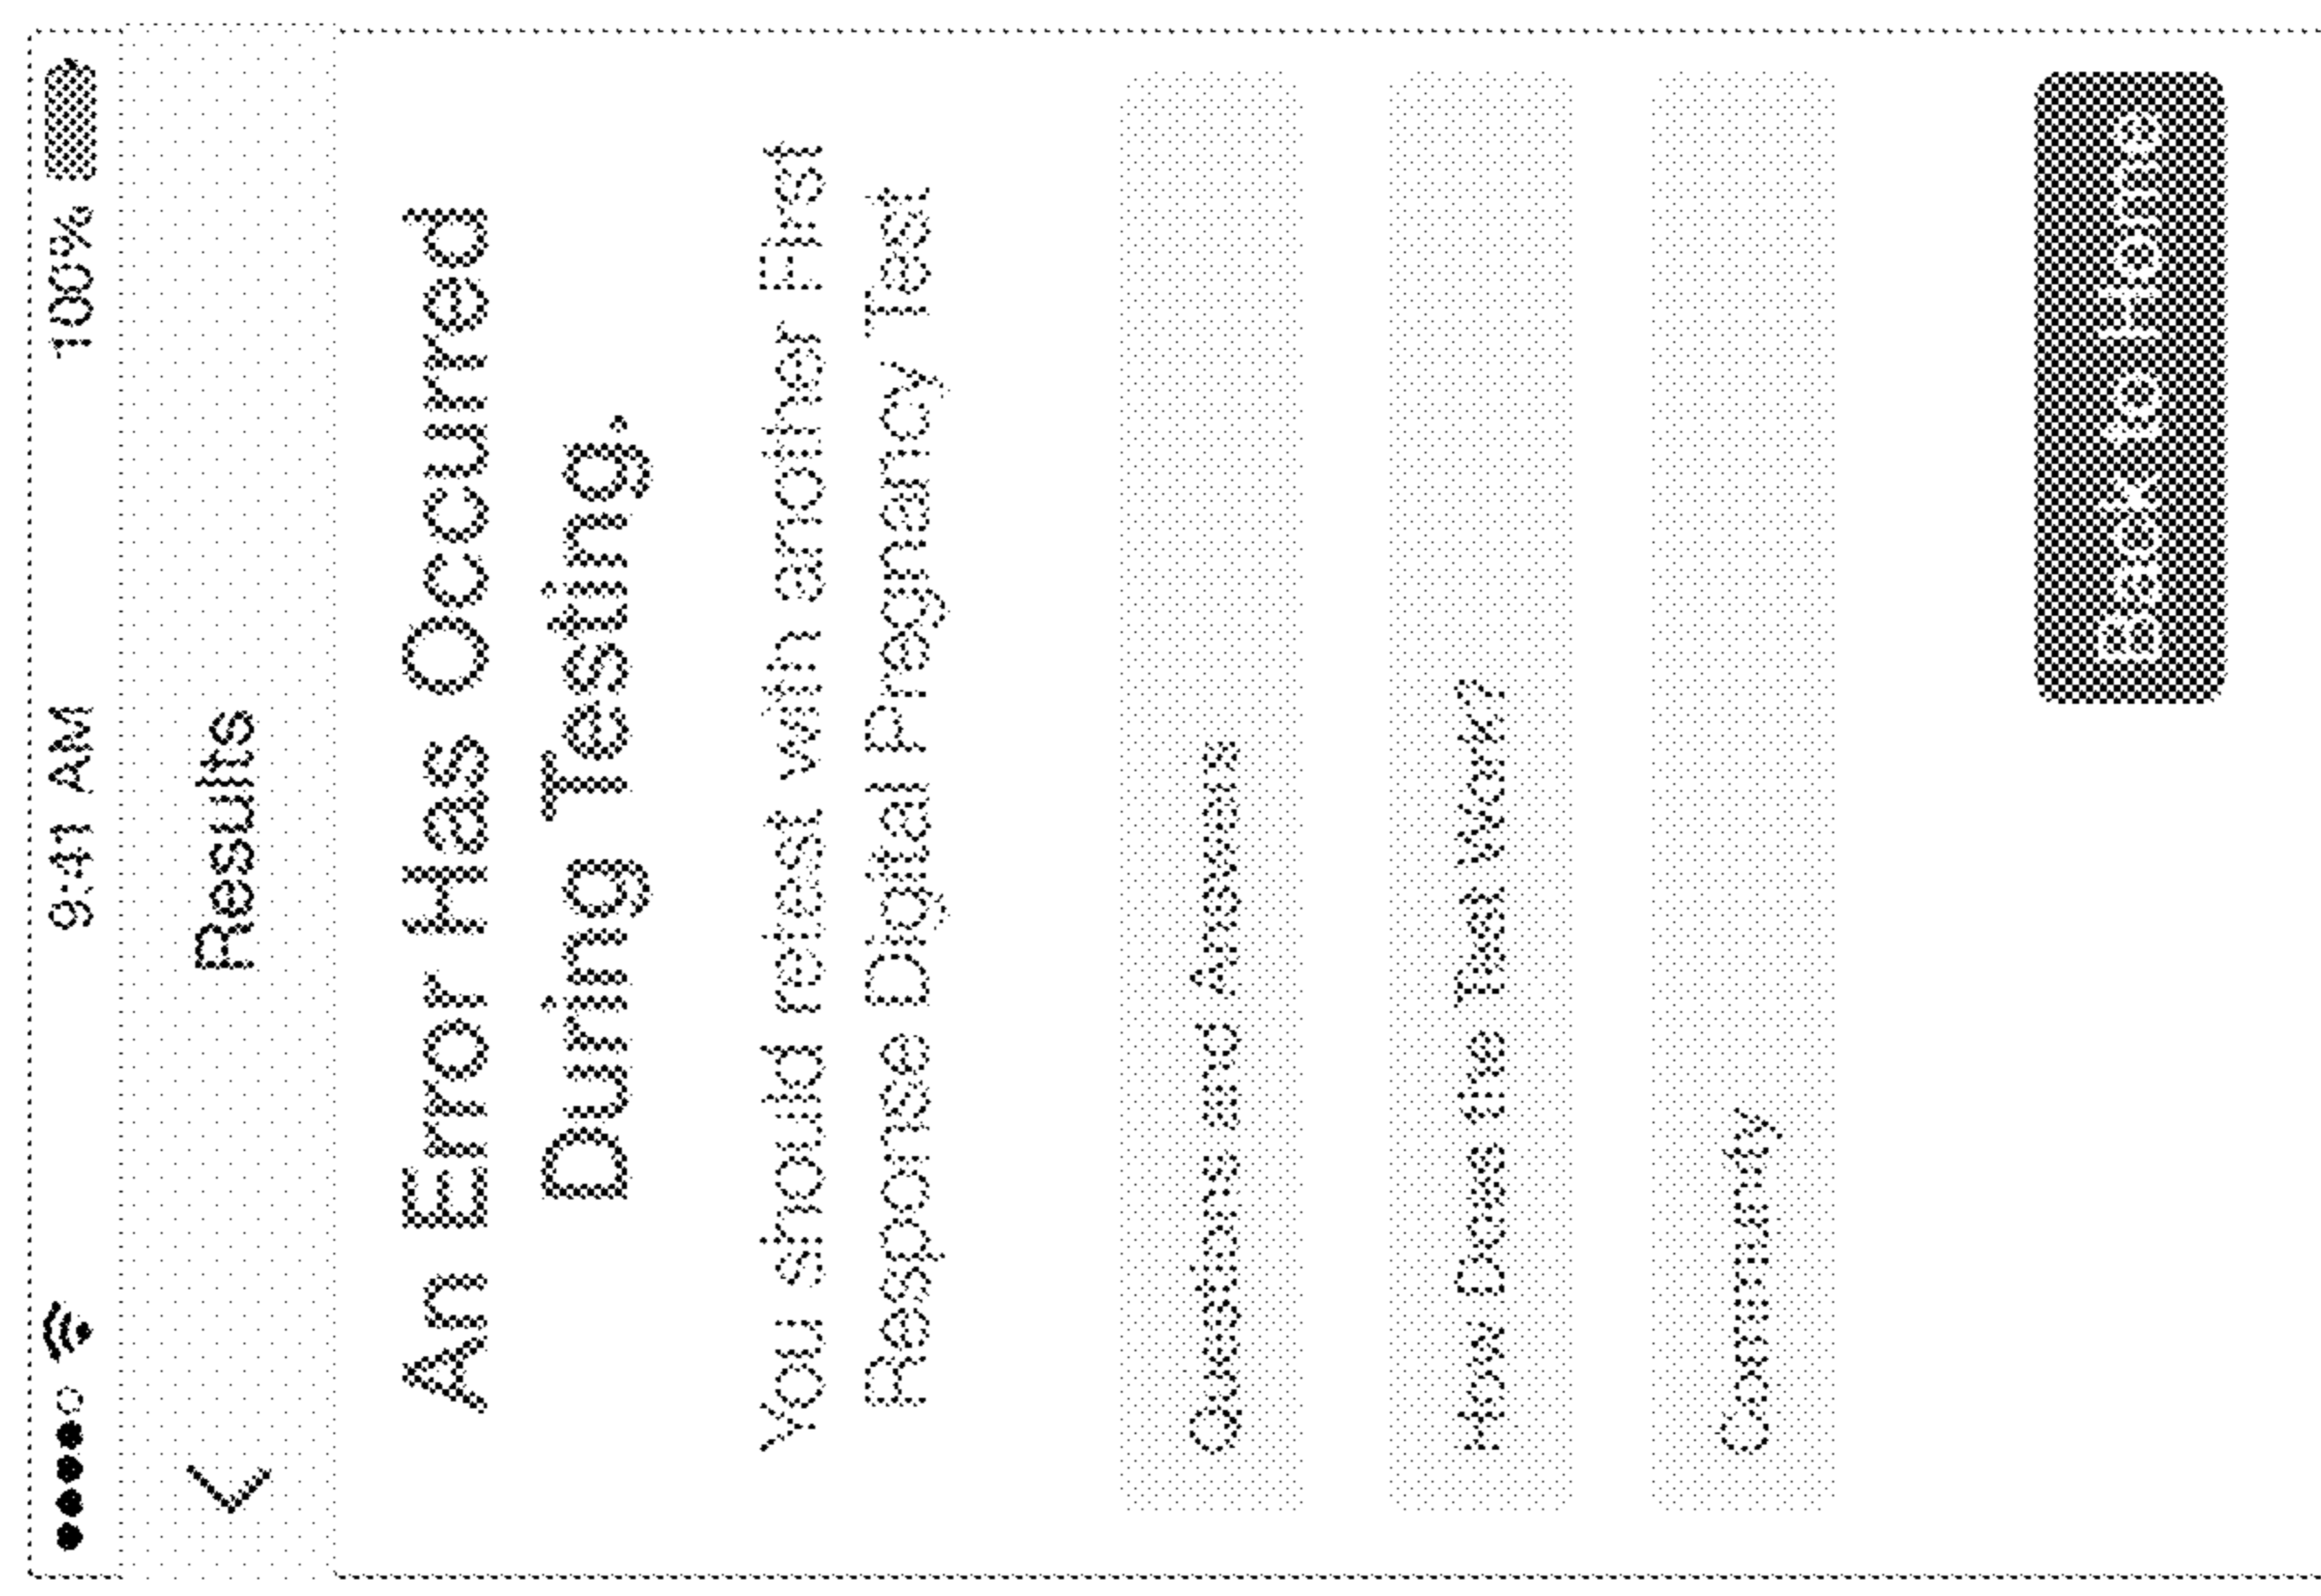 9:41 AM 100%
Results
An Error Has Occurred
During Testing.
You should retest with another First
Response Digital Pregnancy Test
Questions and Answers
How Does the Test Work?
Community
Back to Home